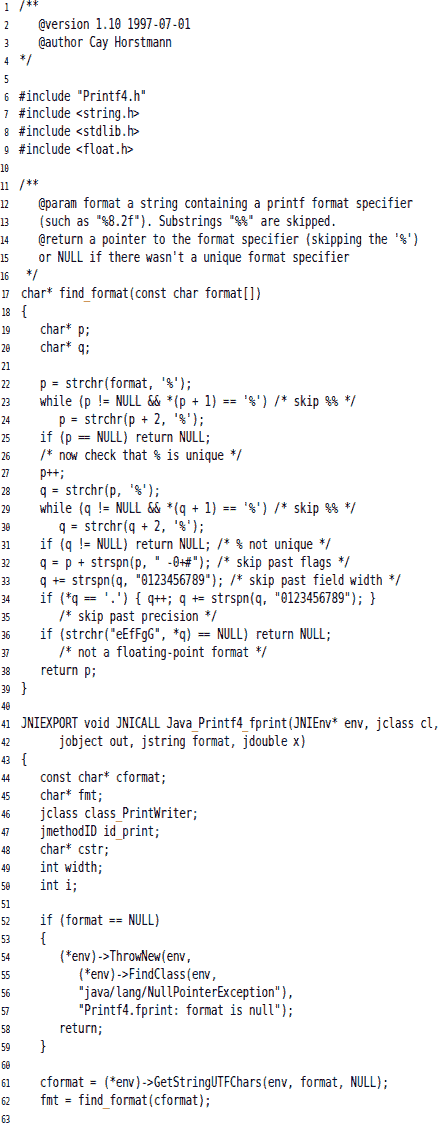 1 /**
2    @version 1.10 1997-07-01
3    @author Cay Horstmann
4 */
5
6 #include "Printf4.h"
7 #include <string.h>
8 #include <stdlib.h>
9 #include <float.h>
10
11 /**
12    @param format a string containing a printf format specifier
13    (such as "%8.2f"). Substrings "%%" are skipped.
14    @return a pointer to the format specifier (skipping the '%')
15    or NULL if there wasn't a unique format specifier
16  */
17 char* find_format(const char format[])
18 {
19    char* p;
20    char* q;
21
22    p = strchr(format, '%');
23    while (p != NULL && *(p + 1) == '%') /* skip %% */
24       p = strchr(p + 2, '%');
25    if (p == NULL) return NULL;
26    /* now check that % is unique */
27    p++;
28    q = strchr(p, '%');
29    while (q != NULL && *(q + 1) == '%') /* skip %% */
30       q = strchr(q + 2, '%');
31    if (q != NULL) return NULL; /* % not unique */
32    q = p + strspn(p, " -0+#"); /* skip past flags */
33    q += strspn(q, "0123456789"); /* skip past field width */
34    if (*q == '.') { q++; q += strspn(q, "0123456789"); }
35       /* skip past precision */
36    if (strchr("eEfFgG", *q) == NULL) return NULL;
37       /* not a floating-point format */
38    return p;
39 }
40
41 JNIEXPORT void JNICALL Java_Printf4_fprint(JNIEnv* env, jclass cl,
42       jobject out, jstring format, jdouble x)
43 {
44    const char* cformat;
45    char* fmt;
46    jclass class_PrintWriter;
47    jmethodID id_print;
48    char* cstr;
49    int width;
50    int i;
51
52    if (format == NULL)
53    {
54       (*env)->ThrowNew(env,
55          (*env)->FindClass(env,
56          "java/lang/NullPointerException"),
57          "Printf4.fprint: format is null");
58       return;
59    }
60
61    cformat = (*env)->GetStringUTFChars(env, format, NULL);
62    fmt = find_format(cformat);
63